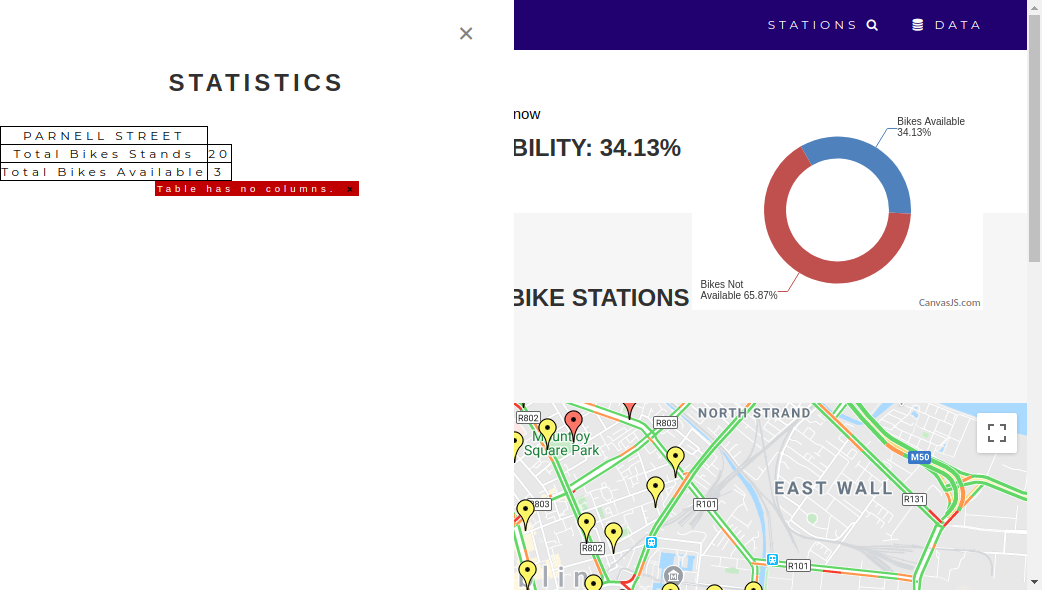 ×
STATISTICS
PARNELL STREET
Total Bikes Stands 20
Total Bikes Available 3
Table has no columns. ×
STATIONS
DATA
now
BILITY: 34.13%
Bikes Available
34.13%
Bikes Not
Available 65.87%
CanvasJS.com
BIKE STATIONS
NORTH STRAND
R802
R803
Mountjoy
Square Park
M50
EAST WALL
R131
R803
R101
R802
R101
blin